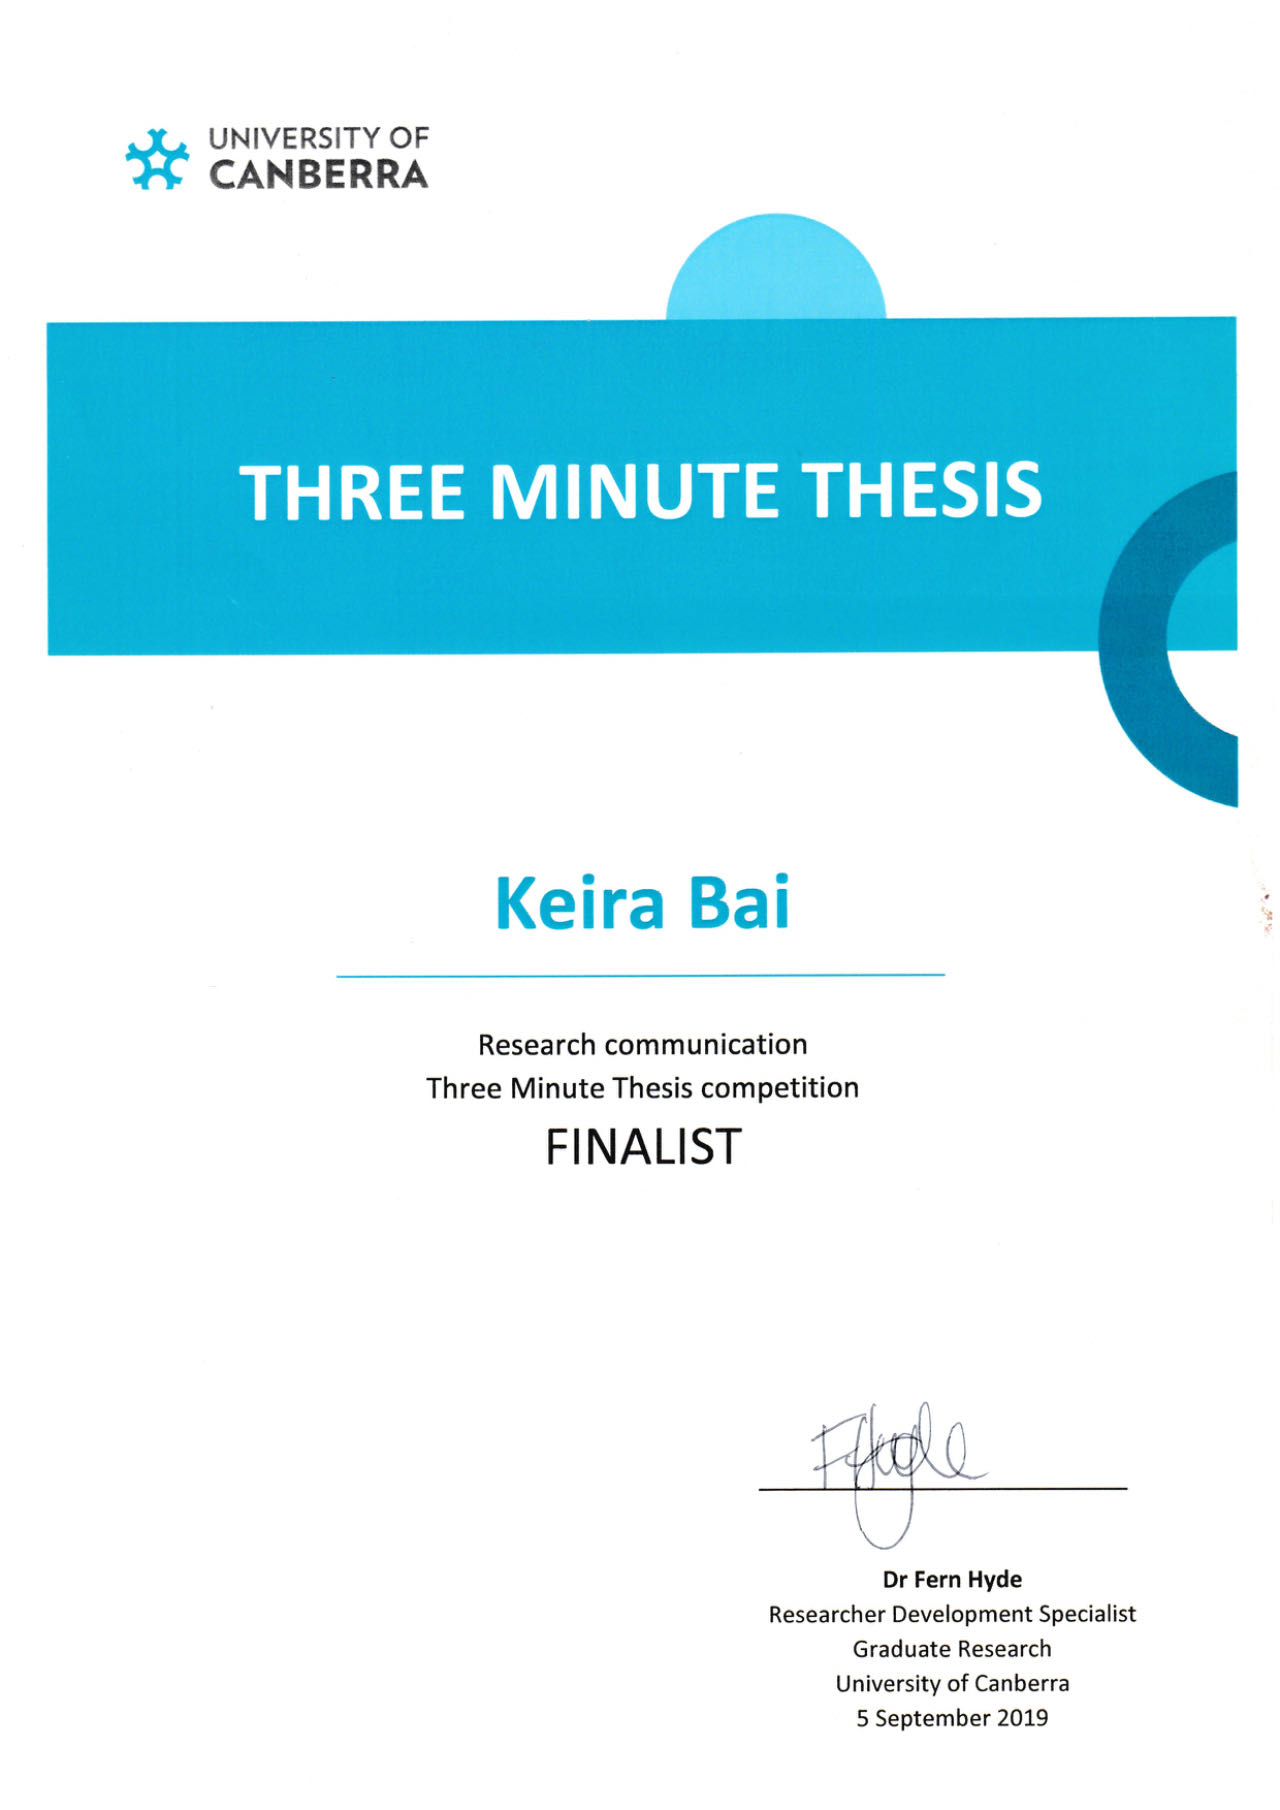 UNIVERSITY OF
CANBERRA
THREE MINUTE THESIS
Keira Bai
Research communication
Three Minute Thesis competition
FINALIST
FHyde
Dr Fern Hyde
Researcher Development Specialist
Graduate Research
University of Canberra
5 September 2019